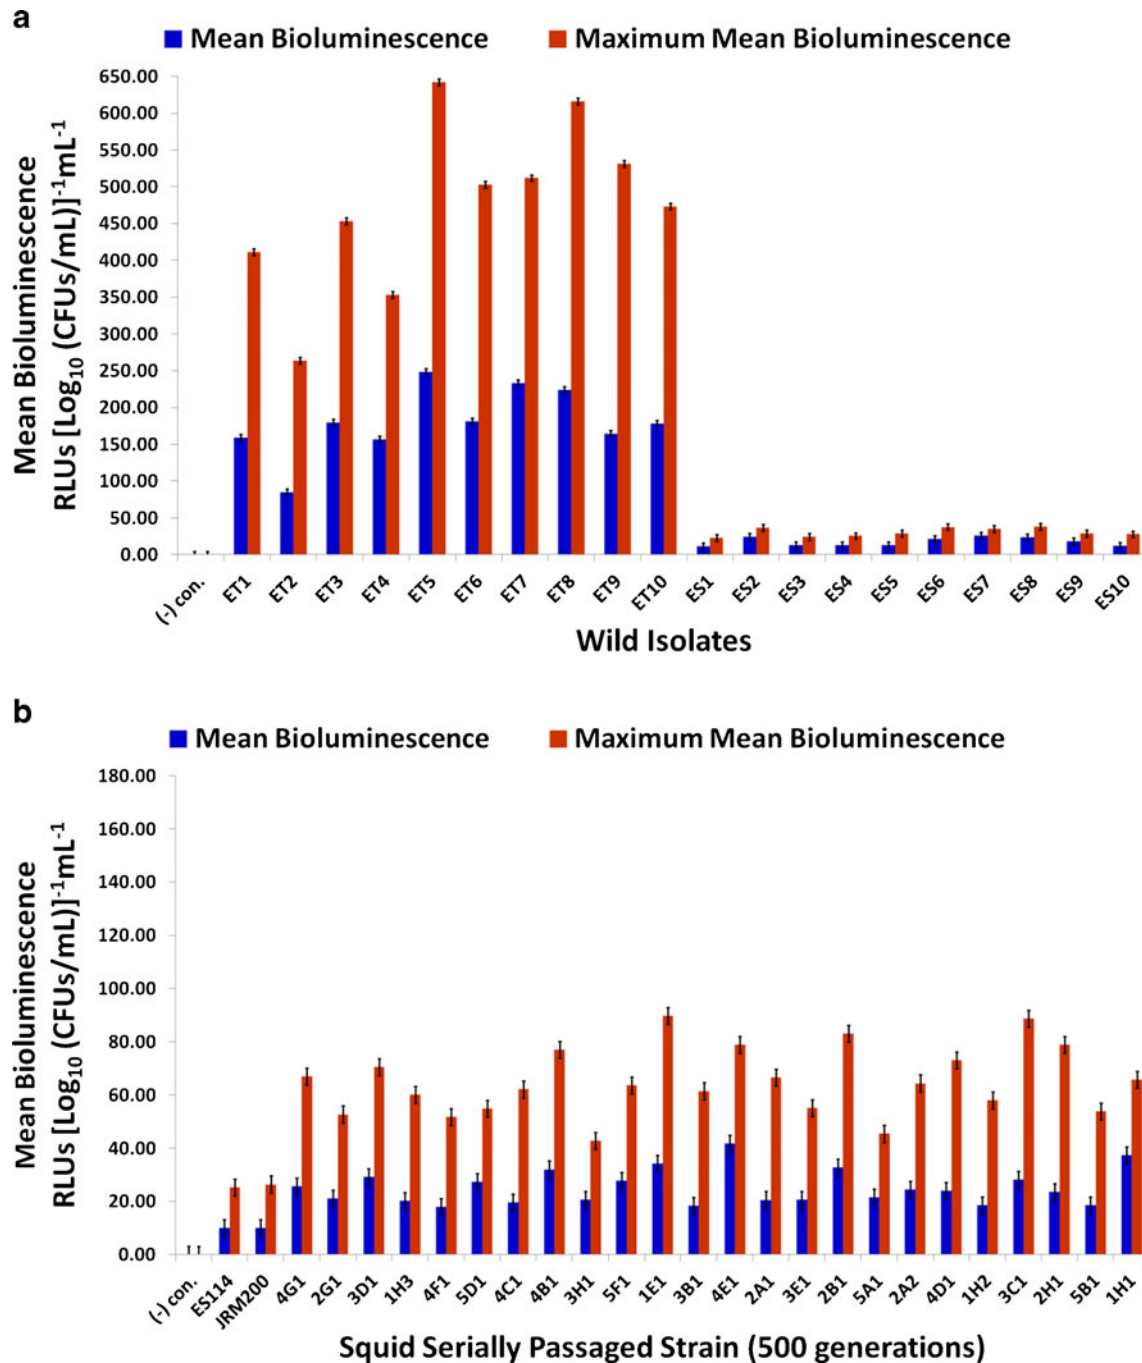 a
Mean Bioluminescence Maximum Mean Bioluminescence
Mean Bioluminescence
RLUs [Log₁₀ (CFUs/mL)]⁻¹mL⁻¹
650.00
600.00
550.00
500.00
450.00
400.00
350.00
300.00
250.00
200.00
150.00
100.00
50.00
0.00
(-) con. ET1 ET2 ET3 ET4 ET5 ET6 ET7 ET8 ET9 ET10 ES1 ES2 ES3 ES4 ES5 ES6 ES7 ES8 ES9 ES10
Wild Isolates
b
Mean Bioluminescence Maximum Mean Bioluminescence
Mean Bioluminescence
RLUs [Log₁₀ (CFUs/mL)]⁻¹mL⁻¹
180.00
160.00
140.00
120.00
100.00
80.00
60.00
40.00
20.00
0.00
(-) con. ES114 JRM200 4G1 2G1 3D1 1H3 4F1 5D1 4C1 4B1 3H1 5F1 1E1 3B1 4E1 2A1 3E1 2B1 5A1 2A2 4D1 1H2 3C1 2H1 5B1 1H1
Squid Serially Passaged Strain (500 generations)